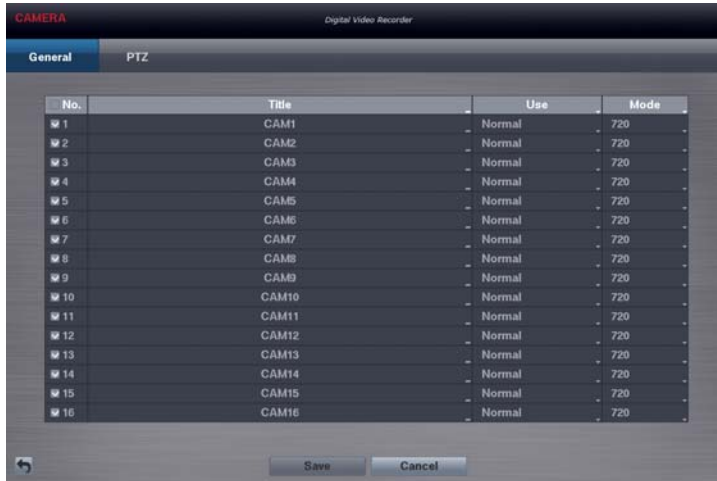 CAMERA Digital Video Recorder
General PTZ
No. Title Use Mode
1 CAM1 Normal 720
2 CAM2 Normal 720
3 CAM3 Normal 720
4 CAM4 Normal 720
5 CAM5 Normal 720
6 CAM6 Normal 720
7 CAM7 Normal 720
8 CAM8 Normal 720
9 CAM9 Normal 720
10 CAM10 Normal 720
11 CAM11 Normal 720
12 CAM12 Normal 720
13 CAM13 Normal 720
14 CAM14 Normal 720
15 CAM15 Normal 720
16 CAM16 Normal 720
Save Cancel